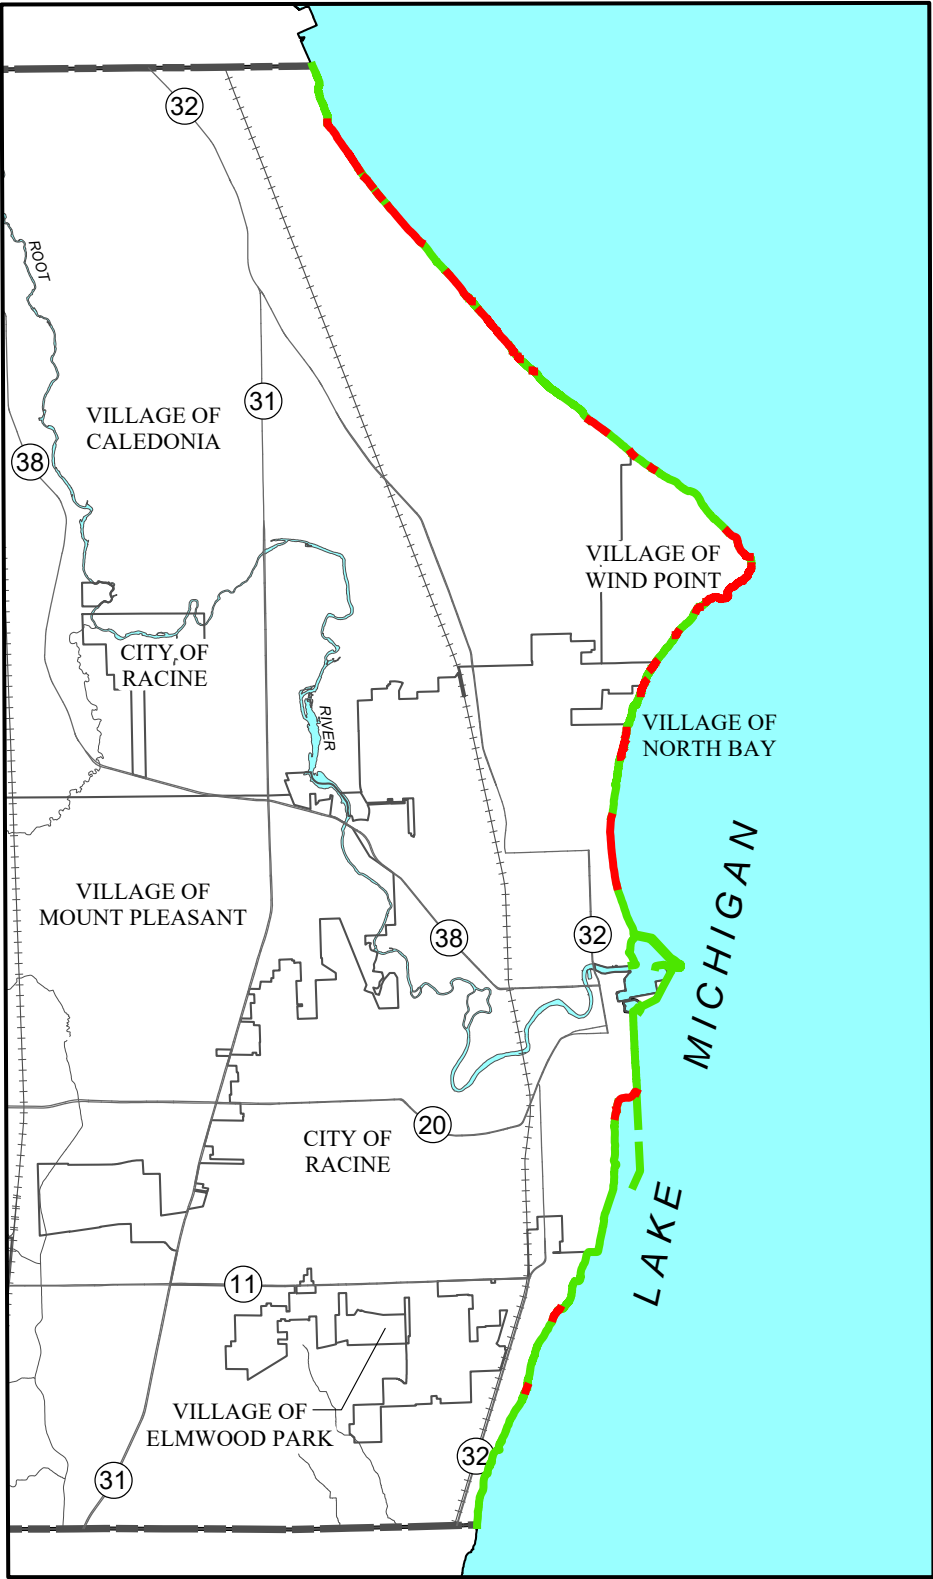 32
ROOT
31
VILLAGE OF
CALEDONIA
38
VILLAGE OF
WIND POINT
CITY OF
RACINE
RIVER
VILLAGE OF
NORTH BAY
VILLAGE OF
MOUNT PLEASANT
38
32
LAKE MICHIGAN
20
CITY OF
RACINE
11
VILLAGE OF
ELMWOOD PARK
32
31